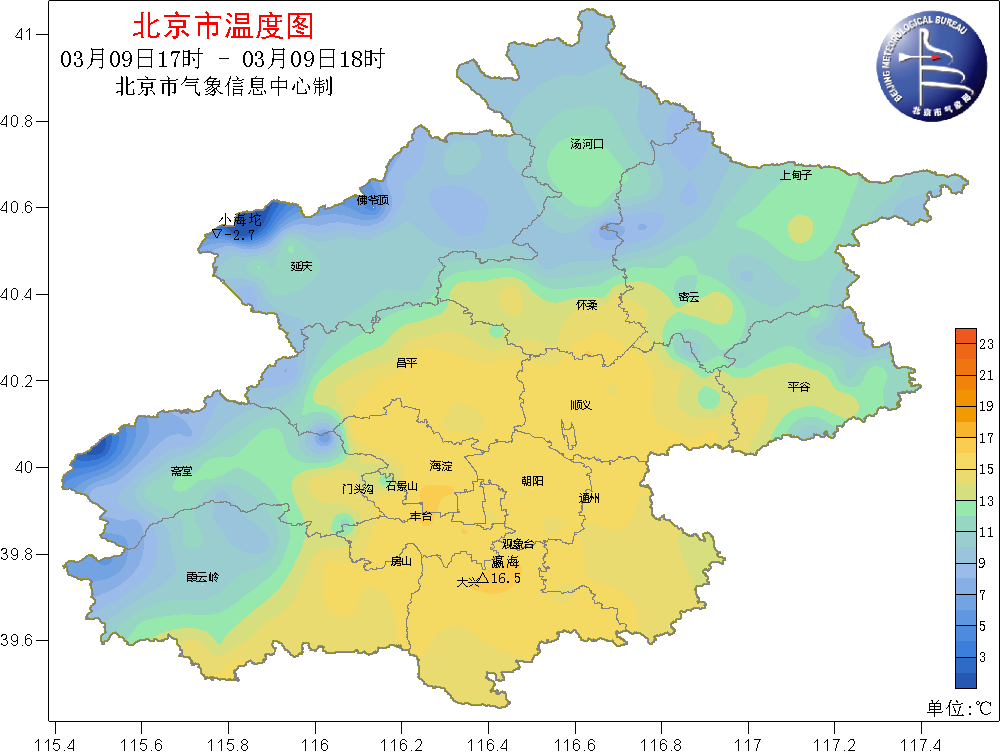 北京市温度图
03月09日17时 - 03月09日18时
北京市气象信息中心制
BEIJING METEOROLOGICAL BUREAU
北京市气象局
41
40.8
40.6
40.4
40.2
40
39.8
39.6
115.4 115.6 115.8 116 116.2 116.4 116.6 116.8 117 117.2 117.4
汤河口
上甸子
佛爷顶
小海坨
▽-2.7
延庆
密云
怀柔
昌平
平谷
顺义
海淀
斋堂
朝阳
门头沟
石景山
通州
丰台
观象台
房山
瀛海
霞云岭
大兴
△16.5
23
21
19
17
15
13
11
9
7
5
3
单位:℃